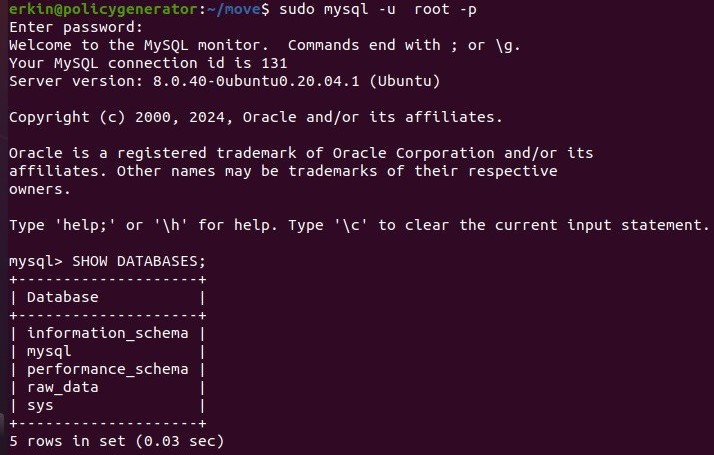 erkin@policygenerator:~/move$ sudo mysql -u  root -p
Enter password:
Welcome to the MySQL monitor.  Commands end with ; or \g.
Your MySQL connection id is 131
Server version: 8.0.40-0ubuntu0.20.04.1 (Ubuntu)

Copyright (c) 2000, 2024, Oracle and/or its affiliates.

Oracle is a registered trademark of Oracle Corporation and/or its
affiliates. Other names may be trademarks of their respective
owners.

Type 'help;' or '\h' for help. Type '\c' to clear the current input statement.

mysql> SHOW DATABASES;
+--------------------+
| Database           |
+--------------------+
| information_schema |
| mysql              |
| performance_schema |
| raw_data           |
| sys                |
+--------------------+
5 rows in set (0.03 sec)